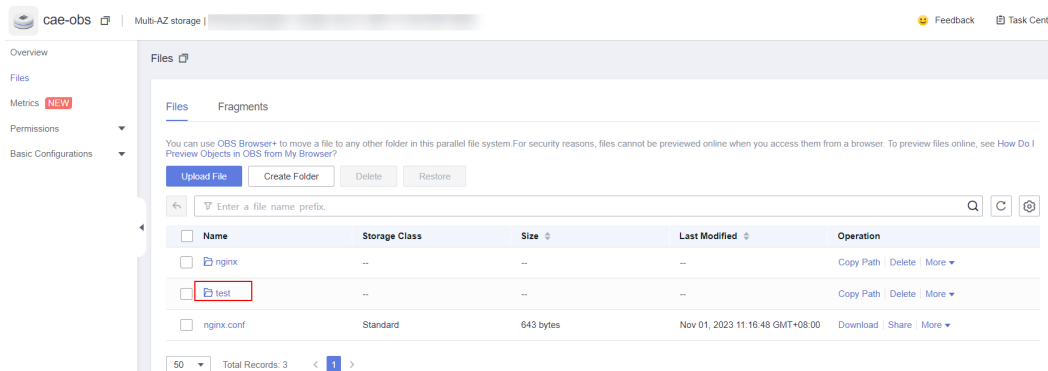 cae-obs Multi-AZ storage | Feedback Task Cent
Overview
Files
Metrics NEW
Permissions
Basic Configurations
Files
Files Fragments
You can use OBS Browser+ to move a file to any other folder in this parallel file system.For security reasons, files cannot be previewed online when you access them from a browser. To preview files online, see How Do I
Preview Objects in OBS from My Browser?
Upload File Create Folder Delete Restore
Enter a file name prefix.
Name Storage Class Size Last Modified Operation
nginx -- -- -- Copy Path Delete More
test -- -- -- Copy Path Delete More
nginx.conf Standard 643 bytes Nov 01, 2023 11:16:48 GMT+08:00 Download Share More
50 Total Records: 3 < 1 >